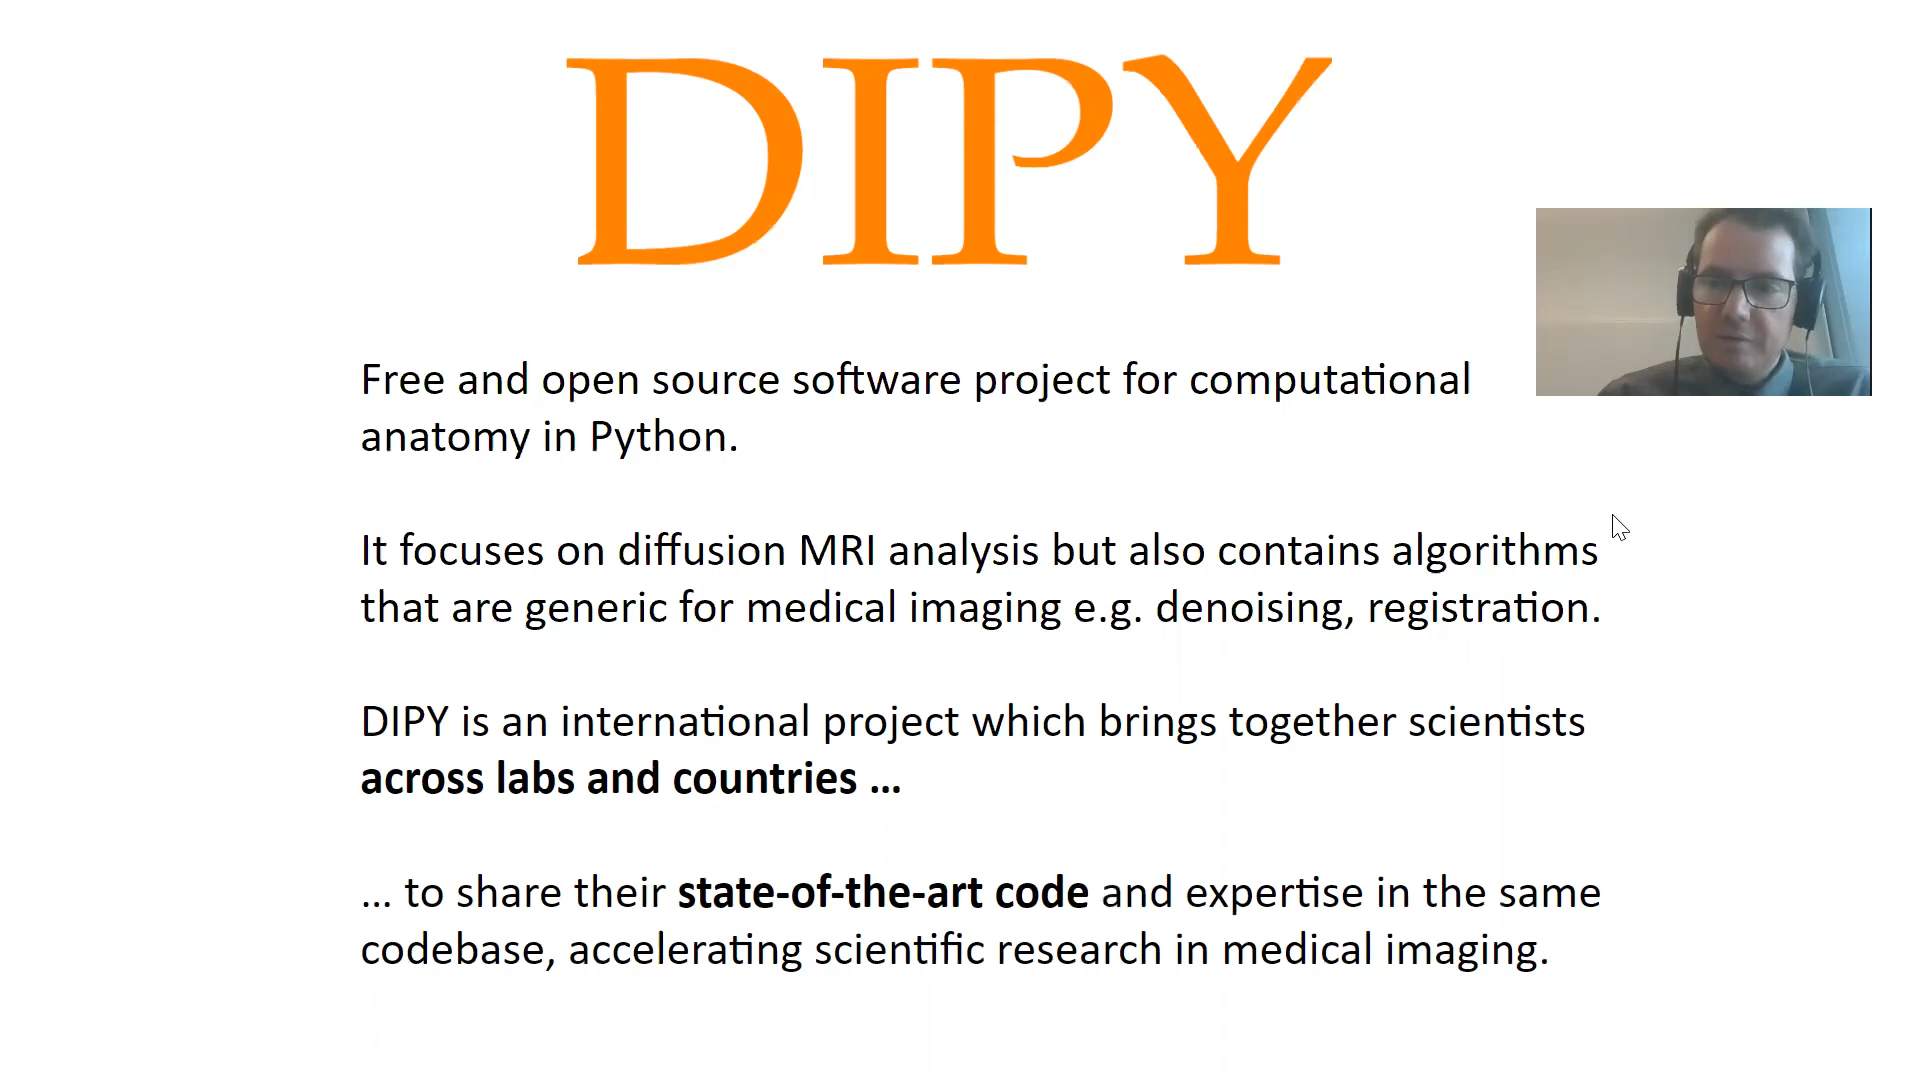 DIPY
Free and open source software project for computational
anatomy in Python.
It focuses on diffusion MRI analysis but also contains algorithms
that are generic for medical imaging e.g. denoising, registration.
DIPY is an international project which brings together scientists
across labs and countries ...
... to share their state-of-the-art code and expertise in the same
codebase, accelerating scientific research in medical imaging.